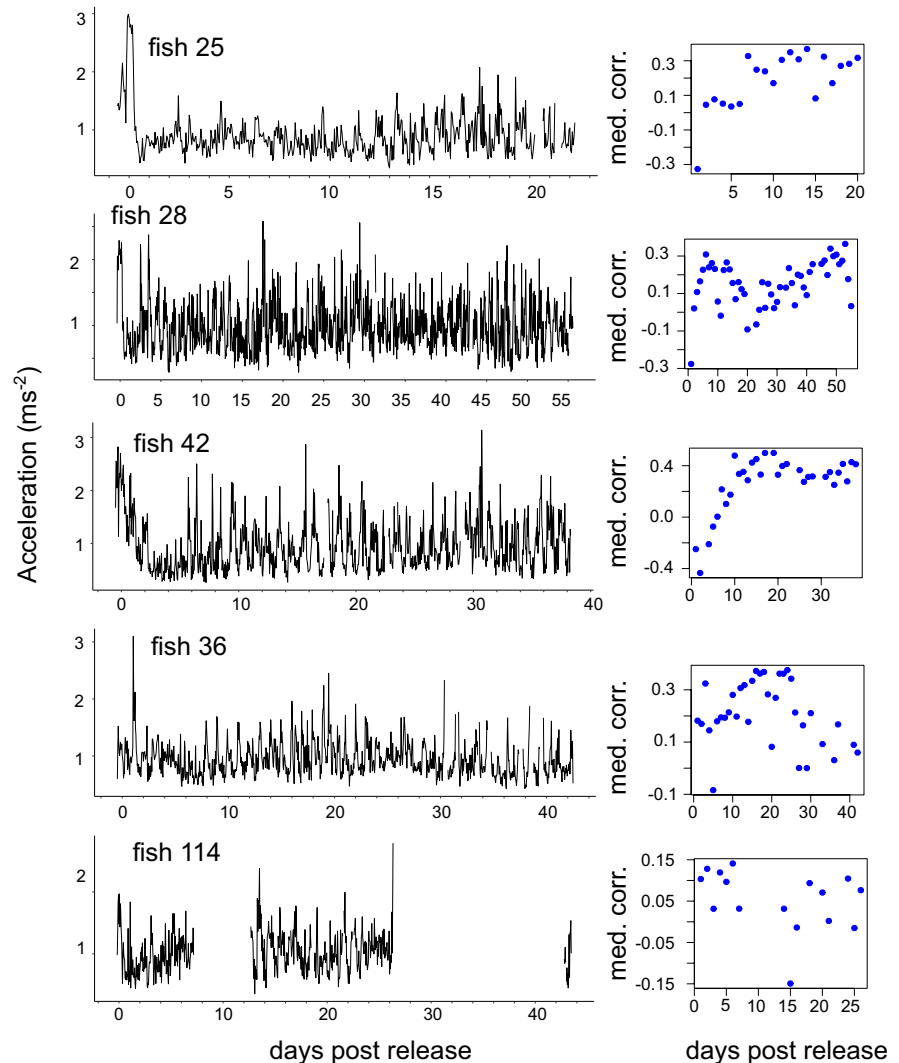 Acceleration (ms-2)
fish 25
3
2
1
0 5 10 15 20
med. corr.
0.3
0.1
-0.1
-0.3
5 10 15 20
fish 28
2
1
0 5 10 15 20 25 30 35 40 45 50 55
med. corr.
0.3
0.1
-0.1
-0.3
0 10 20 30 40 50
fish 42
3
2
1
0 10 20 30 40
med. corr.
0.4
0.0
-0.4
0 10 20 30
fish 36
3
2
1
0 10 20 30 40
med. corr.
0.3
0.1
-0.1
0 10 20 30 40
fish 114
2
1
0 10 20 30 40
med. corr.
0.15
0.05
-0.05
-0.15
0 5 10 15 20 25
days post release
days post release